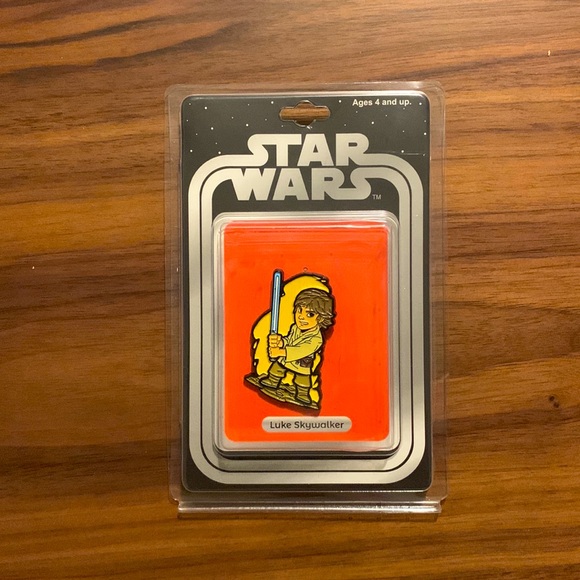 Ages 4 and up.
STAR
WARS
TM
Luke Skywalker